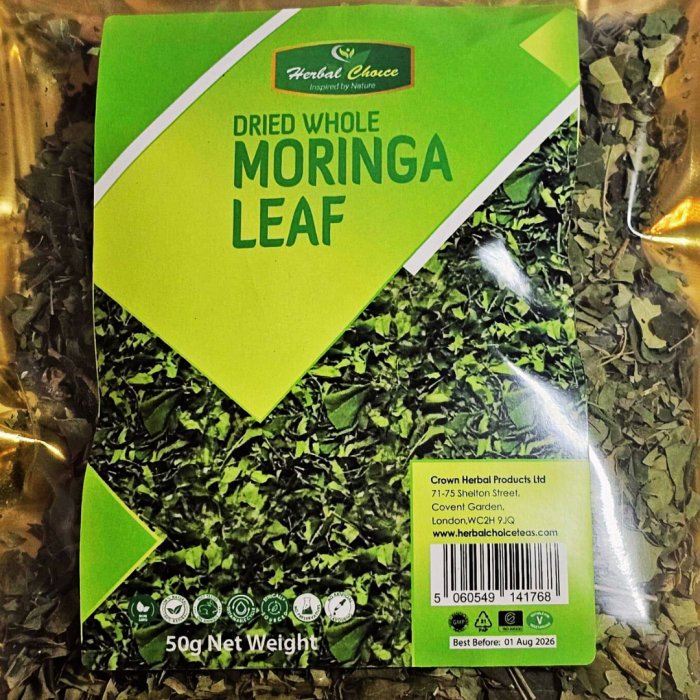 Herbal Choice
Inspired by Nature
DRIED WHOLE
MORINGA
LEAF
Crown Herbal Products Ltd
71-75 Shelton Street,
Covent Garden,
London,WC2H 9JQ
www.herbalchoiceteas.com
5 060549 141768
GMP
V
Best Before: 01 Aug 2026
50g Net Weight